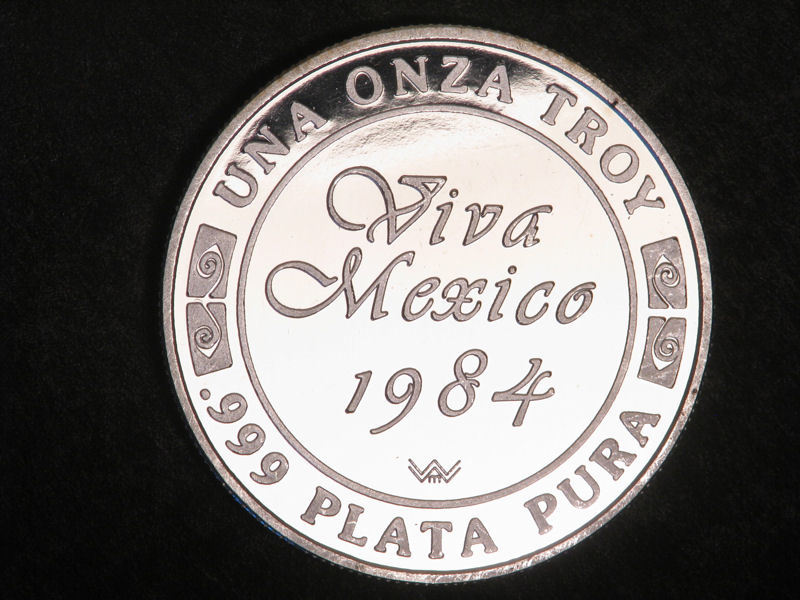 UNA ONZA TROY
Viva
Mexico
1984
.999 PLATA PURA